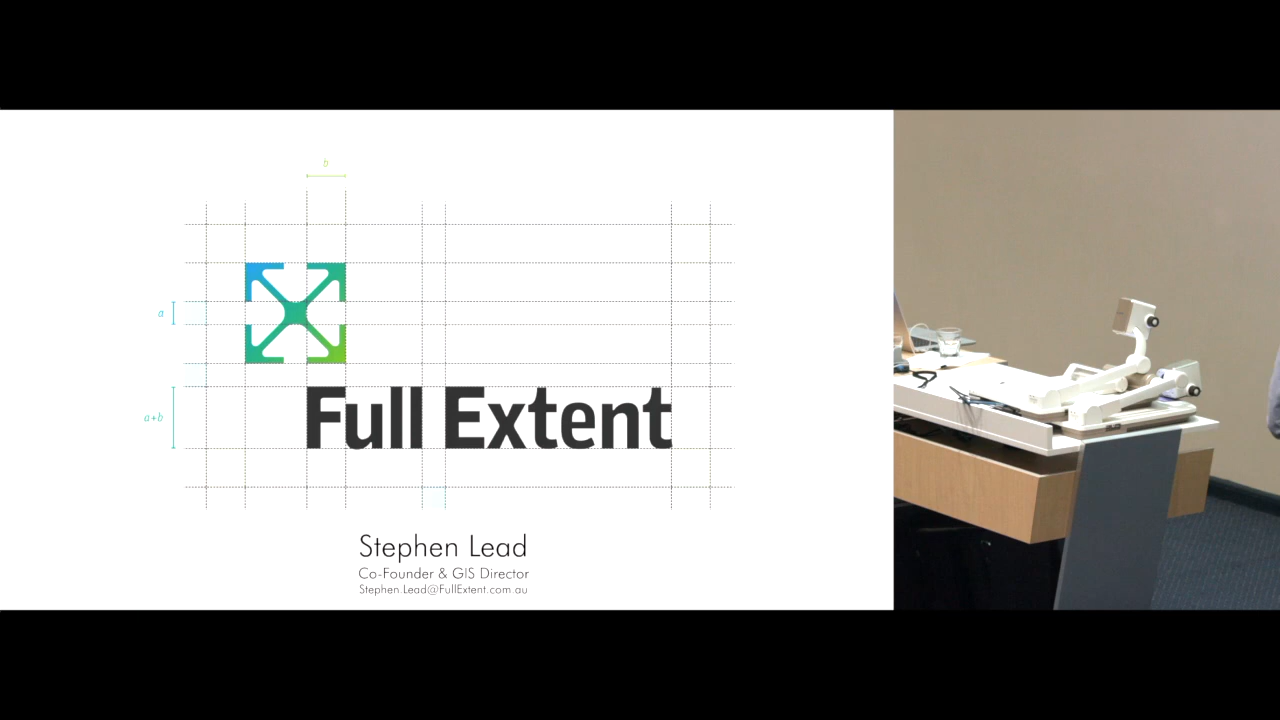 b
a
Full Extent
a+b
Stephen Lead
Co-Founder & GIS Director
Stephen.Lead@FullExtent.com.au